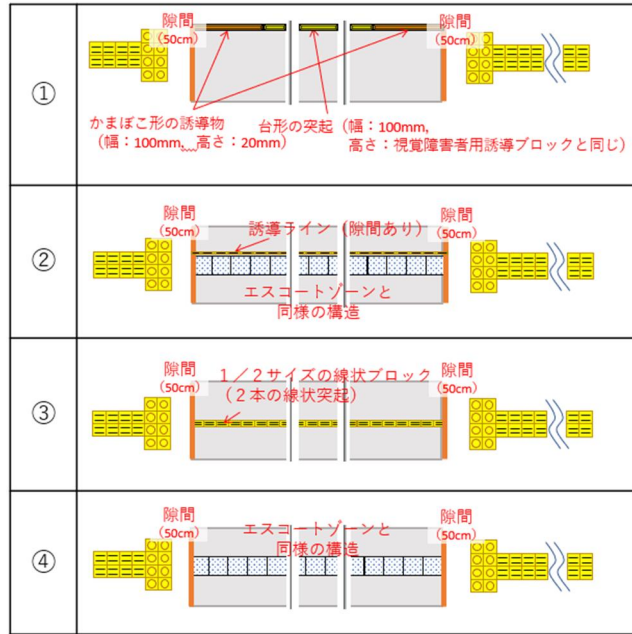 ①
隙間
(50cm)
隙間
(50cm)
かまぼこ形の誘導物
(幅：100mm, 高さ：20mm)
台形の突起（幅：100mm,
高さ：視覚障害者用誘導ブロックと同じ）
②
隙間
(50cm)
誘導ライン（隙間あり）
隙間
(50cm)
エスコートゾーンと
同様の構造
③
隙間
(50cm)
１／２サイズの線状ブロック
（２本の線状突起）
隙間
(50cm)
④
隙間
(50cm)
エスコートゾーンと
同様の構造
隙間
(50cm)